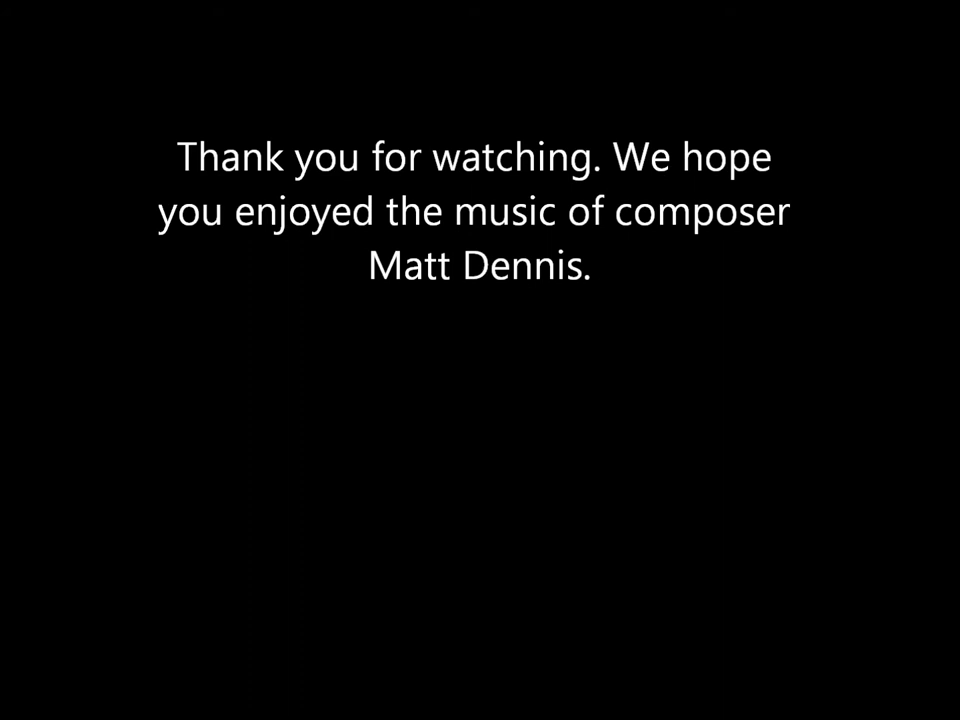 Thank you for watching. We hope
you enjoyed the music of composer
Matt Dennis.